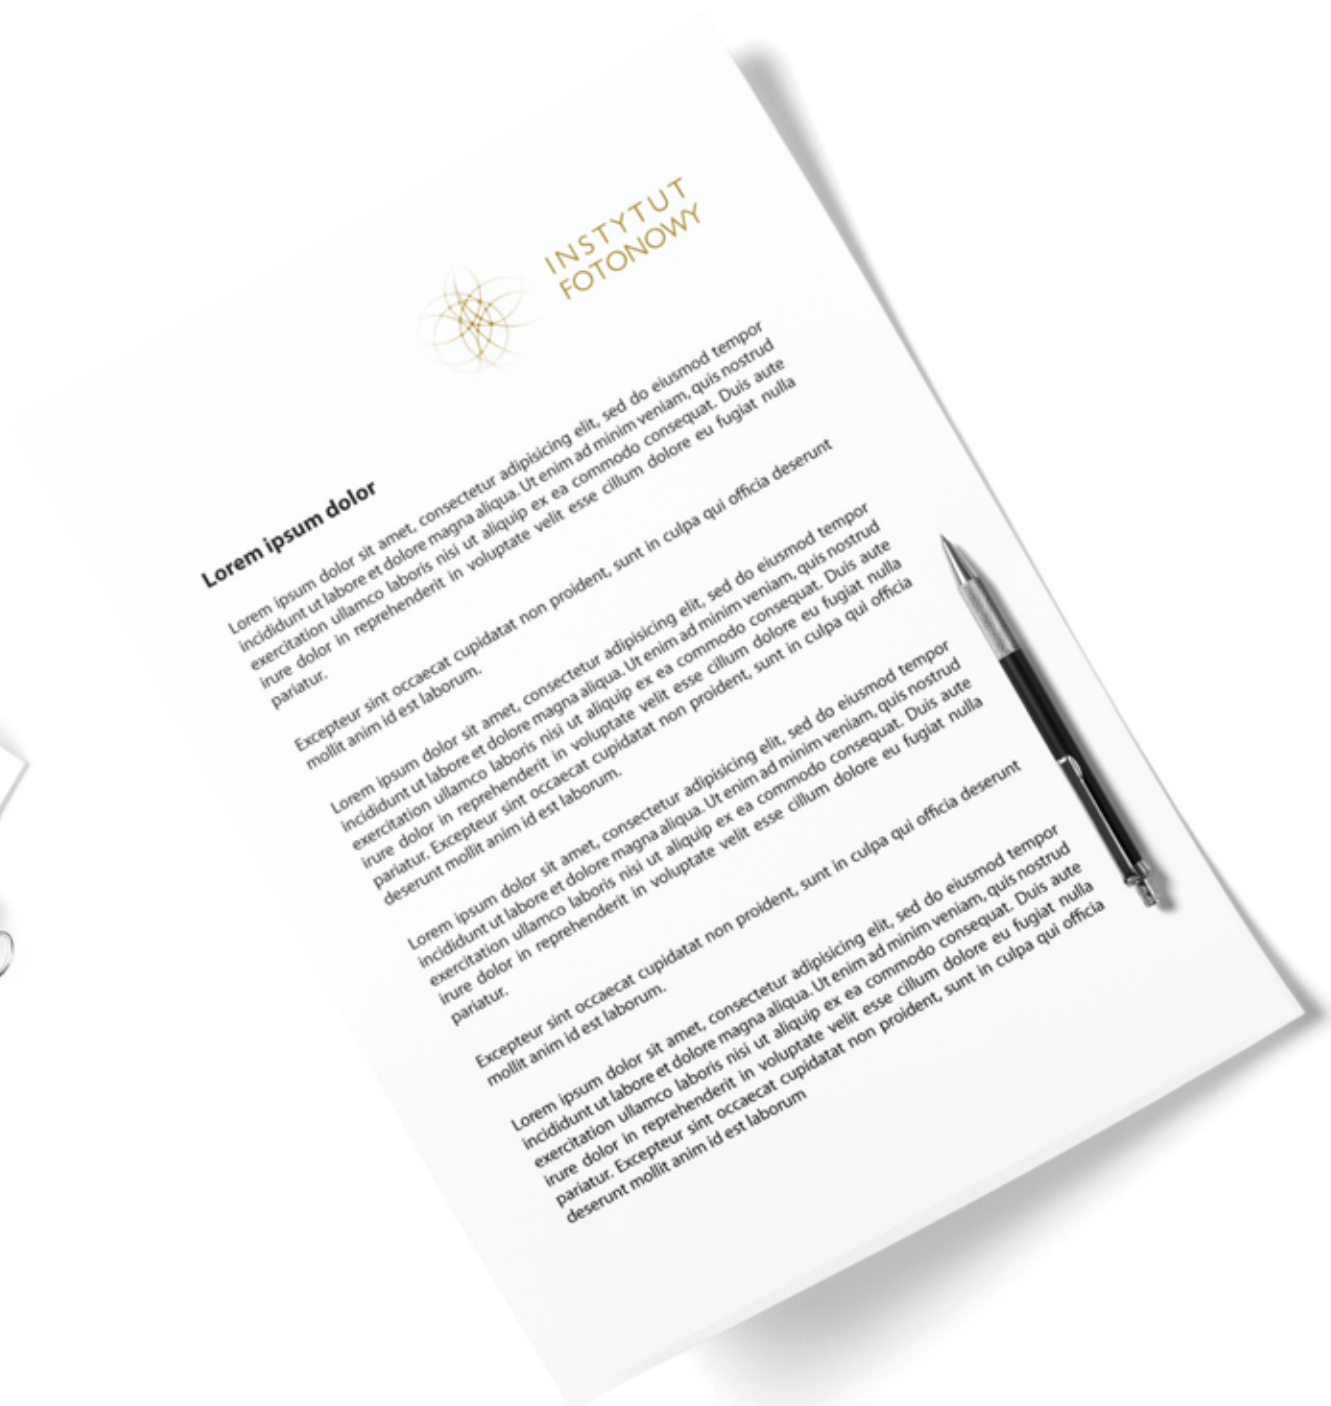 INSTYTUT
FOTONOWY
Lorem ipsum dolor
Lorem ipsum dolor sit amet, consectetur adipisicing elit, sed do eiusmod tempor
incididunt ut labore et dolore magna aliqua. Ut enim ad minim veniam, quis nostrud
exercitation ullamco laboris nisi ut aliquip ex ea commodo consequat. Duis aute
irure dolor in reprehenderit in voluptate velit esse cillum dolore eu fugiat nulla
pariatur.
Excepteur sint occaecat cupidatat non proident, sunt in culpa qui officia deserunt
mollit anim id est laborum.
Lorem ipsum dolor sit amet, consectetur adipisicing elit, sed do eiusmod tempor
incididunt ut labore et dolore magna aliqua. Ut enim ad minim veniam, quis nostrud
exercitation ullamco laboris nisi ut aliquip ex ea commodo consequat. Duis aute
irure dolor in reprehenderit in voluptate velit esse cillum dolore eu fugiat nulla
pariatur. Excepteur sint occaecat cupidatat non proident, sunt in culpa qui officia
deserunt mollit anim id est laborum.
Lorem ipsum dolor sit amet, consectetur adipisicing elit, sed do eiusmod tempor
incididunt ut labore et dolore magna aliqua. Ut enim ad minim veniam, quis nostrud
exercitation ullamco laboris nisi ut aliquip ex ea commodo consequat. Duis aute
irure dolor in reprehenderit in voluptate velit esse cillum dolore eu fugiat nulla
pariatur.
Excepteur sint occaecat cupidatat non proident, sunt in culpa qui officia deserunt
mollit anim id est laborum.
Lorem ipsum dolor sit amet, consectetur adipisicing elit, sed do eiusmod tempor
incididunt ut labore et dolore magna aliqua. Ut enim ad minim veniam, quis nostrud
exercitation ullamco laboris nisi ut aliquip ex ea commodo consequat. Duis aute
irure dolor in reprehenderit in voluptate velit esse cillum dolore eu fugiat nulla
pariatur. Excepteur sint occaecat cupidatat non proident, sunt in culpa qui officia
deserunt mollit anim id est laborum